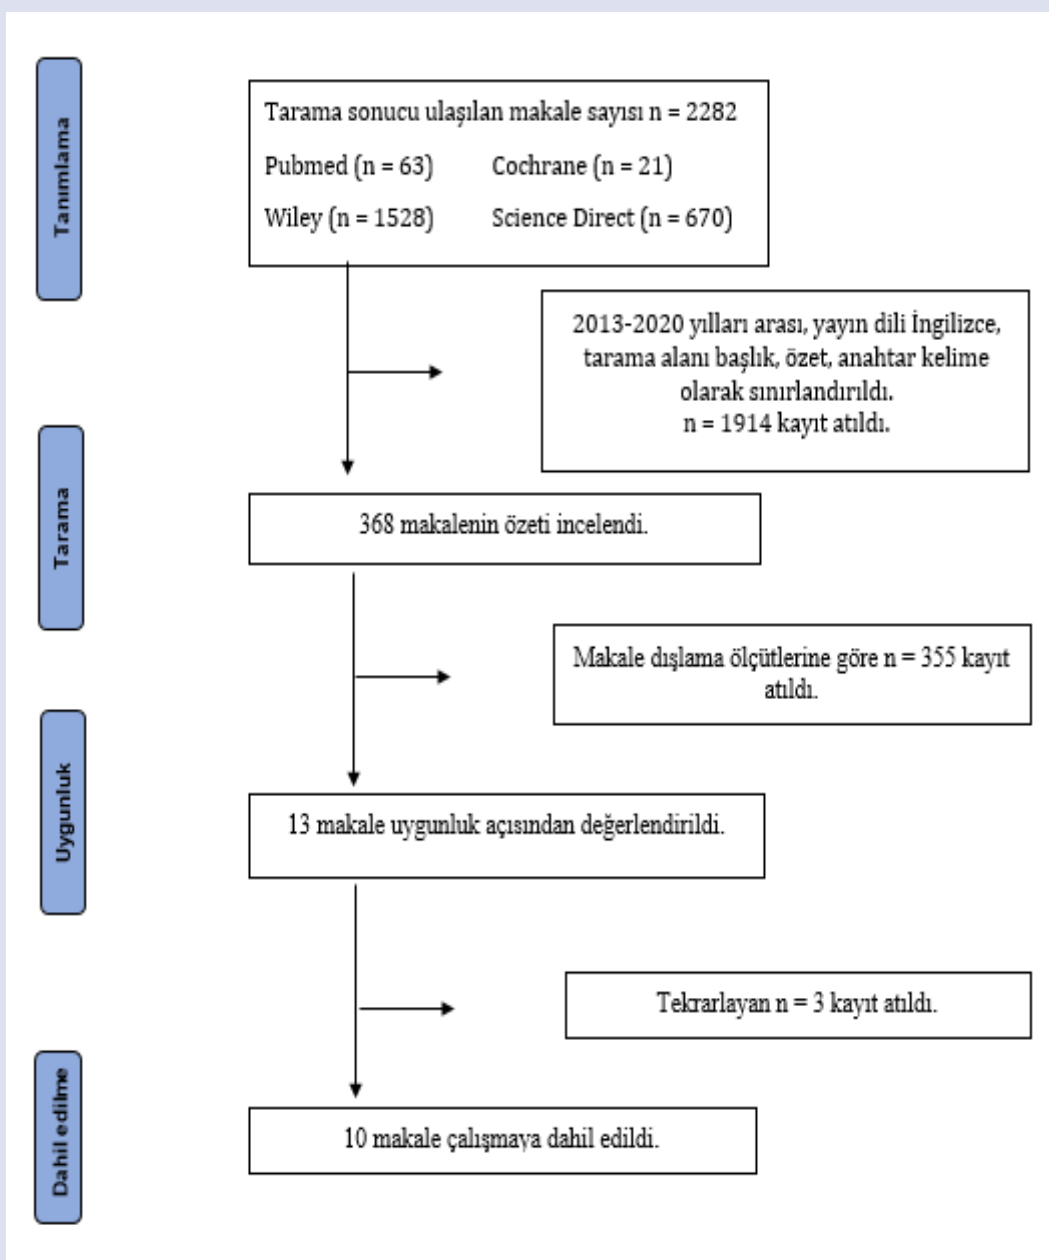 Tanımlama
Tarama sonucu ulaşılan makale sayısı n = 2282
Pubmed (n = 63) Cochrane (n = 21)
Wiley (n = 1528) Science Direct (n = 670)
2013-2020 yılları arası, yayın dili İngilizce,
tarama alanı başlık, özet, anahtar kelime
olarak sınırlandırıldı.
n = 1914 kayıt atıldı.
Tarama
368 makalenin özeti incelendi.
Makale dışlama ölçütlerine göre n = 355 kayıt
atıldı.
Uygunluk
13 makale uygunluk açısından değerlendirildi.
Tekrarlayan n = 3 kayıt atıldı.
Dahil edilme
10 makale çalışmaya dahil edildi.